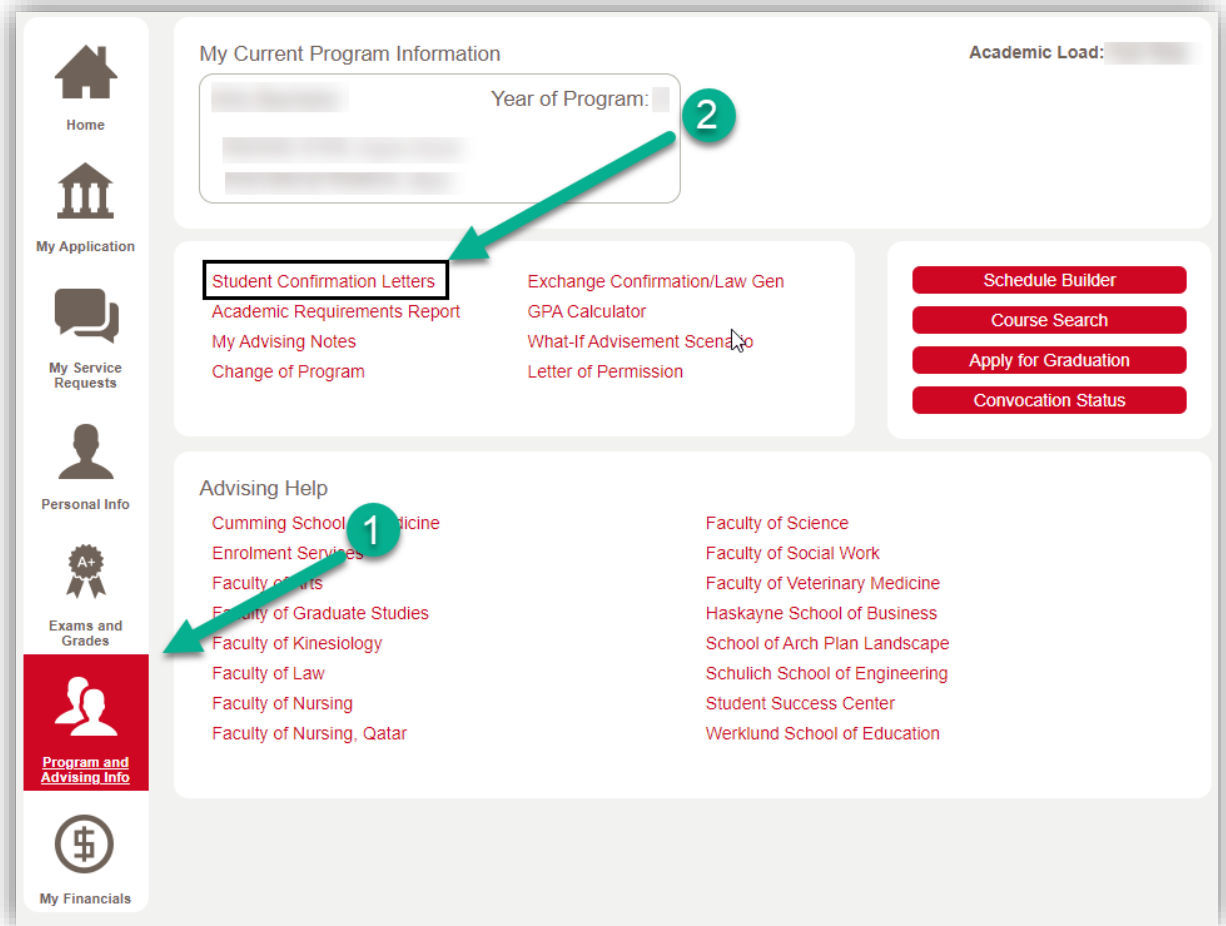 Home
My Application
My Service
Requests
Personal Info
A+
Exams and
Grades
Program and
Advising Info
$
My Financials
My Current Program Information
Academic Load:
Year of Program:
2
Student Confirmation Letters
Academic Requirements Report
My Advising Notes
Change of Program
Exchange Confirmation/Law Gen
GPA Calculator
What-If Advisement Scenario
Letter of Permission
Schedule Builder
Course Search
Apply for Graduation
Convocation Status
Advising Help
1
Cumming School dicine
Enrolment Services
Faculty of Arts
Faculty of Graduate Studies
Faculty of Kinesiology
Faculty of Law
Faculty of Nursing
Faculty of Nursing, Qatar
Faculty of Science
Faculty of Social Work
Faculty of Veterinary Medicine
Haskayne School of Business
School of Arch Plan Landscape
Schulich School of Engineering
Student Success Center
Werklund School of Education